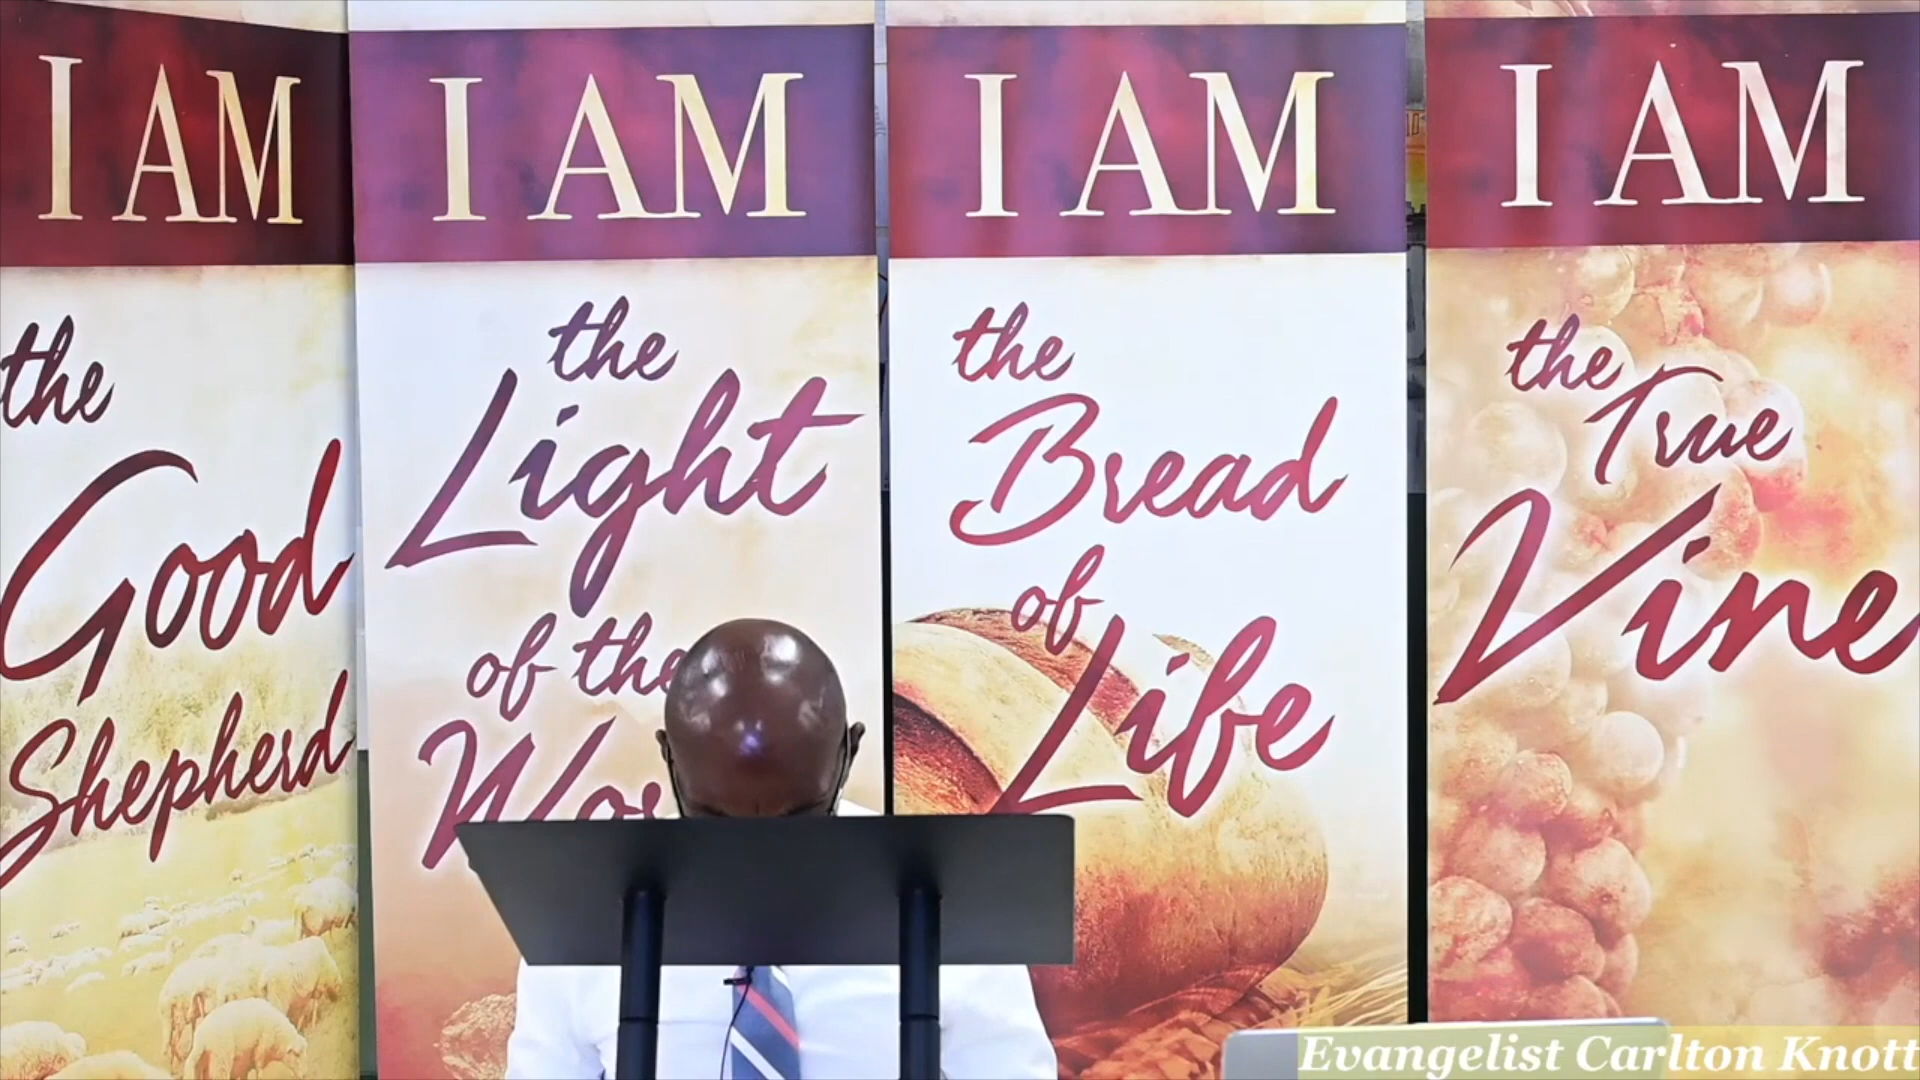 I AM
the
Good
Shepherd
I AM
the
Light
of the
Wor
I AM
the
Bread
of
Life
I AM
the
True
Vine
Evangelist Carlton Knott